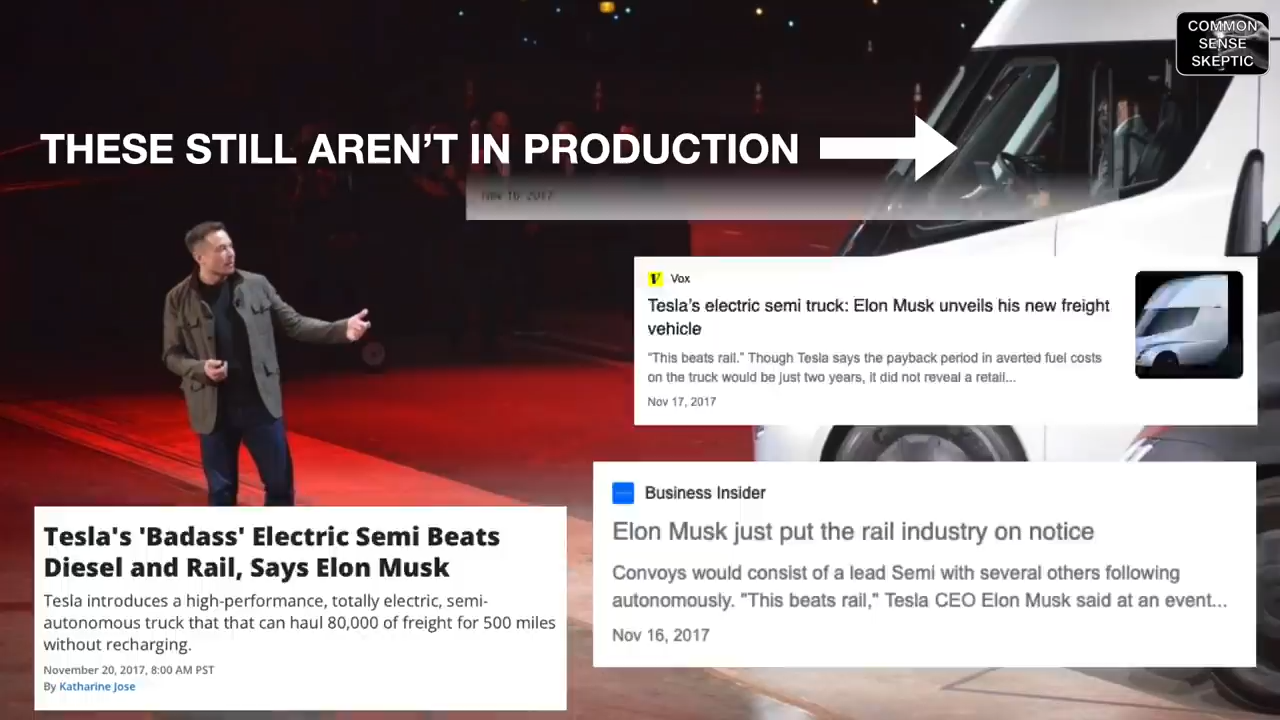 COMMON
SENSE
SKEPTIC
THESE STILL AREN'T IN PRODUCTION
Nov 16, 2017
Vox
Tesla's electric semi truck: Elon Musk unveils his new freight
vehicle
"This beats rail." Though Tesla says the payback period in averted fuel costs
on the truck would be just two years, it did not reveal a retail...
Nov 17, 2017
Business Insider
Elon Musk just put the rail industry on notice
Convoys would consist of a lead Semi with several others following
autonomously. "This beats rail," Tesla CEO Elon Musk said at an event...
Nov 16, 2017
Tesla's 'Badass' Electric Semi Beats
Diesel and Rail, Says Elon Musk
Tesla introduces a high-performance, totally electric, semi-
autonomous truck that that can haul 80,000 of freight for 500 miles
without recharging.
November 20, 2017, 8:00 AM PST
By Katharine Jose